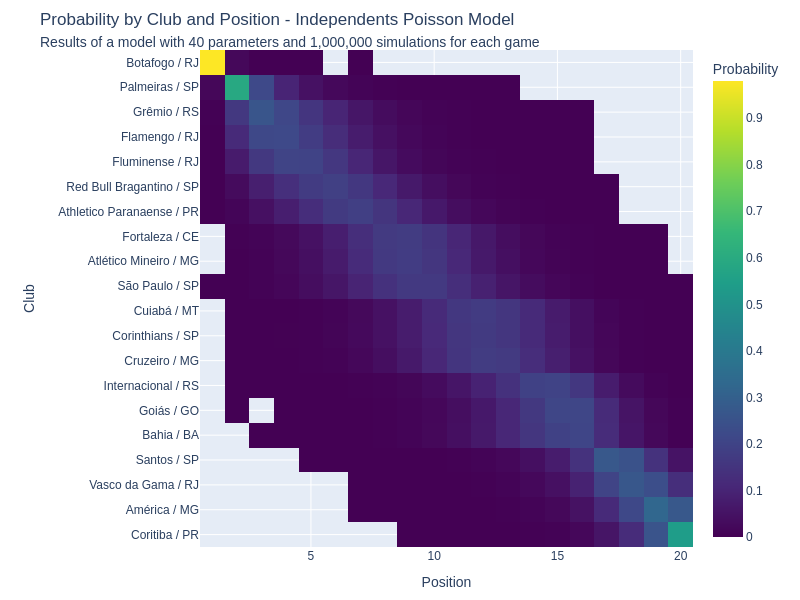 Probability by Club and Position - Independents Poisson Model
Results of a model with 40 parameters and 1,000,000 simulations for each game
Probability
Botafogo / RJ
Palmeiras / SP
Grêmio / RS
Flamengo / RJ
Fluminense / RJ
Red Bull Bragantino / SP
Athletico Paranaense / PR
Fortaleza / CE
Atlético Mineiro / MG
São Paulo / SP
Cuiabá / MT
Corinthians / SP
Cruzeiro / MG
Internacional / RS
Goiás / GO
Bahia / BA
Santos / SP
Vasco da Gama / RJ
América / MG
Coritiba / PR
Club
5
10
15
20
Position
0.9
0.8
0.7
0.6
0.5
0.4
0.3
0.2
0.1
0